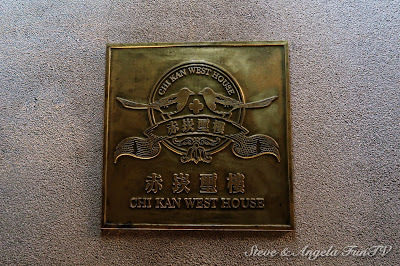 CHI KAN WEST HOUSE
赤崁璽樓
赤崁璽樓
CHI KAN WEST HOUSE
Steve & Angela FunTV